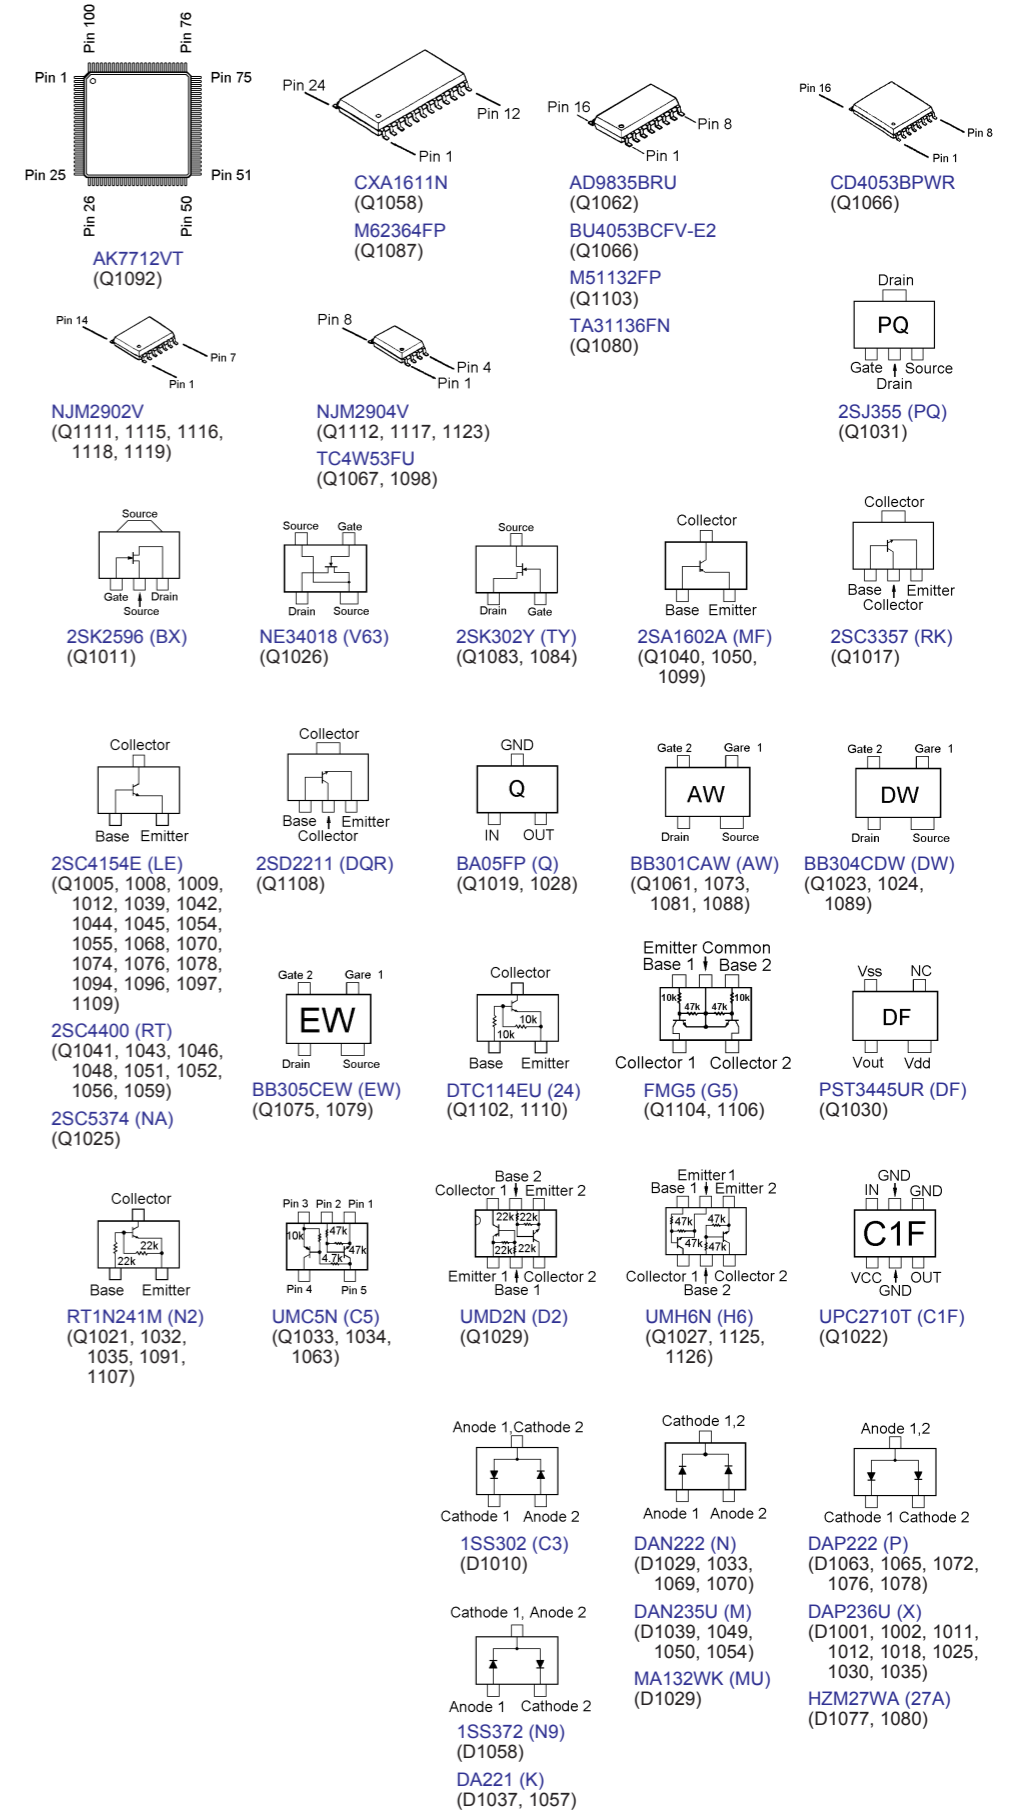 Pin 100
Pin 76
Pin 1
Pin 75
Pin 25
Pin 51
Pin 26
Pin 50
AK7712VT
(Q1092)
Pin 24
Pin 12
Pin 1
CXA1611N
(Q1058)
M62364FP
(Q1087)
Pin 16
Pin 8
Pin 1
AD9835BRU
(Q1062)
BU4053BCFV-E2
(Q1066)
M51132FP
(Q1103)
TA31136FN
(Q1080)
Pin 16
Pin 8
Pin 1
CD4053BPWR
(Q1066)
Pin 14
Pin 7
Pin 1
NJM2902V
(Q1111, 1115, 1116,
1118, 1119)
Pin 8
Pin 4
Pin 1
NJM2904V
(Q1112, 1117, 1123)
TC4W53FU
(Q1067, 1098)
Drain
PQ
Gate Source
Drain
2SJ355 (PQ)
(Q1031)
Source
Gate Drain
Source
2SK2596 (BX)
(Q1011)
Source Gate
Drain Source
NE34018 (V63)
(Q1026)
Source
Drain Gate
2SK302Y (TY)
(Q1083, 1084)
Collector
Base Emitter
2SA1602A (MF)
(Q1040, 1050,
1099)
Collector
Base Emitter
Collector
2SC3357 (RK)
(Q1017)
Collector
Base Emitter
2SC4154E (LE)
(Q1005, 1008, 1009,
1012, 1039, 1042,
1044, 1045, 1054,
1055, 1068, 1070,
1074, 1076, 1078,
1094, 1096, 1097,
1109)
2SC4400 (RT)
(Q1041, 1043, 1046,
1048, 1051, 1052,
1056, 1059)
2SC5374 (NA)
(Q1025)
Collector
Base Emitter
Collector
2SD2211 (DQR)
(Q1108)
GND
Q
IN OUT
BA05FP (Q)
(Q1019, 1028)
Gate 2 Gare 1
AW
Drain Source
BB301CAW (AW)
(Q1061, 1073,
1081, 1088)
Gate 2 Gare 1
DW
Drain Source
BB304CDW (DW)
(Q1023, 1024,
1089)
Gate 2 Gare 1
EW
Drain Source
BB305CEW (EW)
(Q1075, 1079)
Collector
10k
10k
Base Emitter
DTC114EU (24)
(Q1102, 1110)
Emitter Common
Base 1 Base 2
10k 10k
47k 47k
Collector 1 Collector 2
FMG5 (G5)
(Q1104, 1106)
Vss NC
DF
Vout Vdd
PST3445UR (DF)
(Q1030)
Collector
22k
22k
Base Emitter
RT1N241M (N2)
(Q1021, 1032,
1035, 1091,
1107)
Pin 3 Pin 2 Pin 1
10k 47k
47k
4.7k
Pin 4 Pin 5
UMC5N (C5)
(Q1033, 1034,
1063)
Base 2
Collector 1 Emitter 2
22k 22k
22k 22k
Emitter 1 Collector 2
Base 1
UMD2N (D2)
(Q1029)
Emitter 1
Base 1 Emitter 2
47k 47k
47k 47k
Collector 1 Collector 2
Base 2
UMH6N (H6)
(Q1027, 1125,
1126)
GND
IN GND
C1F
VCC OUT
GND
UPC2710T (C1F)
(Q1022)
Anode 1,Cathode 2
Cathode 1 Anode 2
1SS302 (C3)
(D1010)
Cathode 1,2
Anode 1 Anode 2
DAN222 (N)
(D1029, 1033,
1069, 1070)
DAN235U (M)
(D1039, 1049,
1050, 1054)
MA132WK (MU)
(D1029)
Anode 1,2
Cathode 1 Cathode 2
DAP222 (P)
(D1063, 1065, 1072,
1076, 1078)
DAP236U (X)
(D1001, 1002, 1011,
1012, 1018, 1025,
1030, 1035)
HZM27WA (27A)
(D1077, 1080)
Cathode 1, Anode 2
Anode 1 Cathode 2
1SS372 (N9)
(D1058)
DA221 (K)
(D1037, 1057)